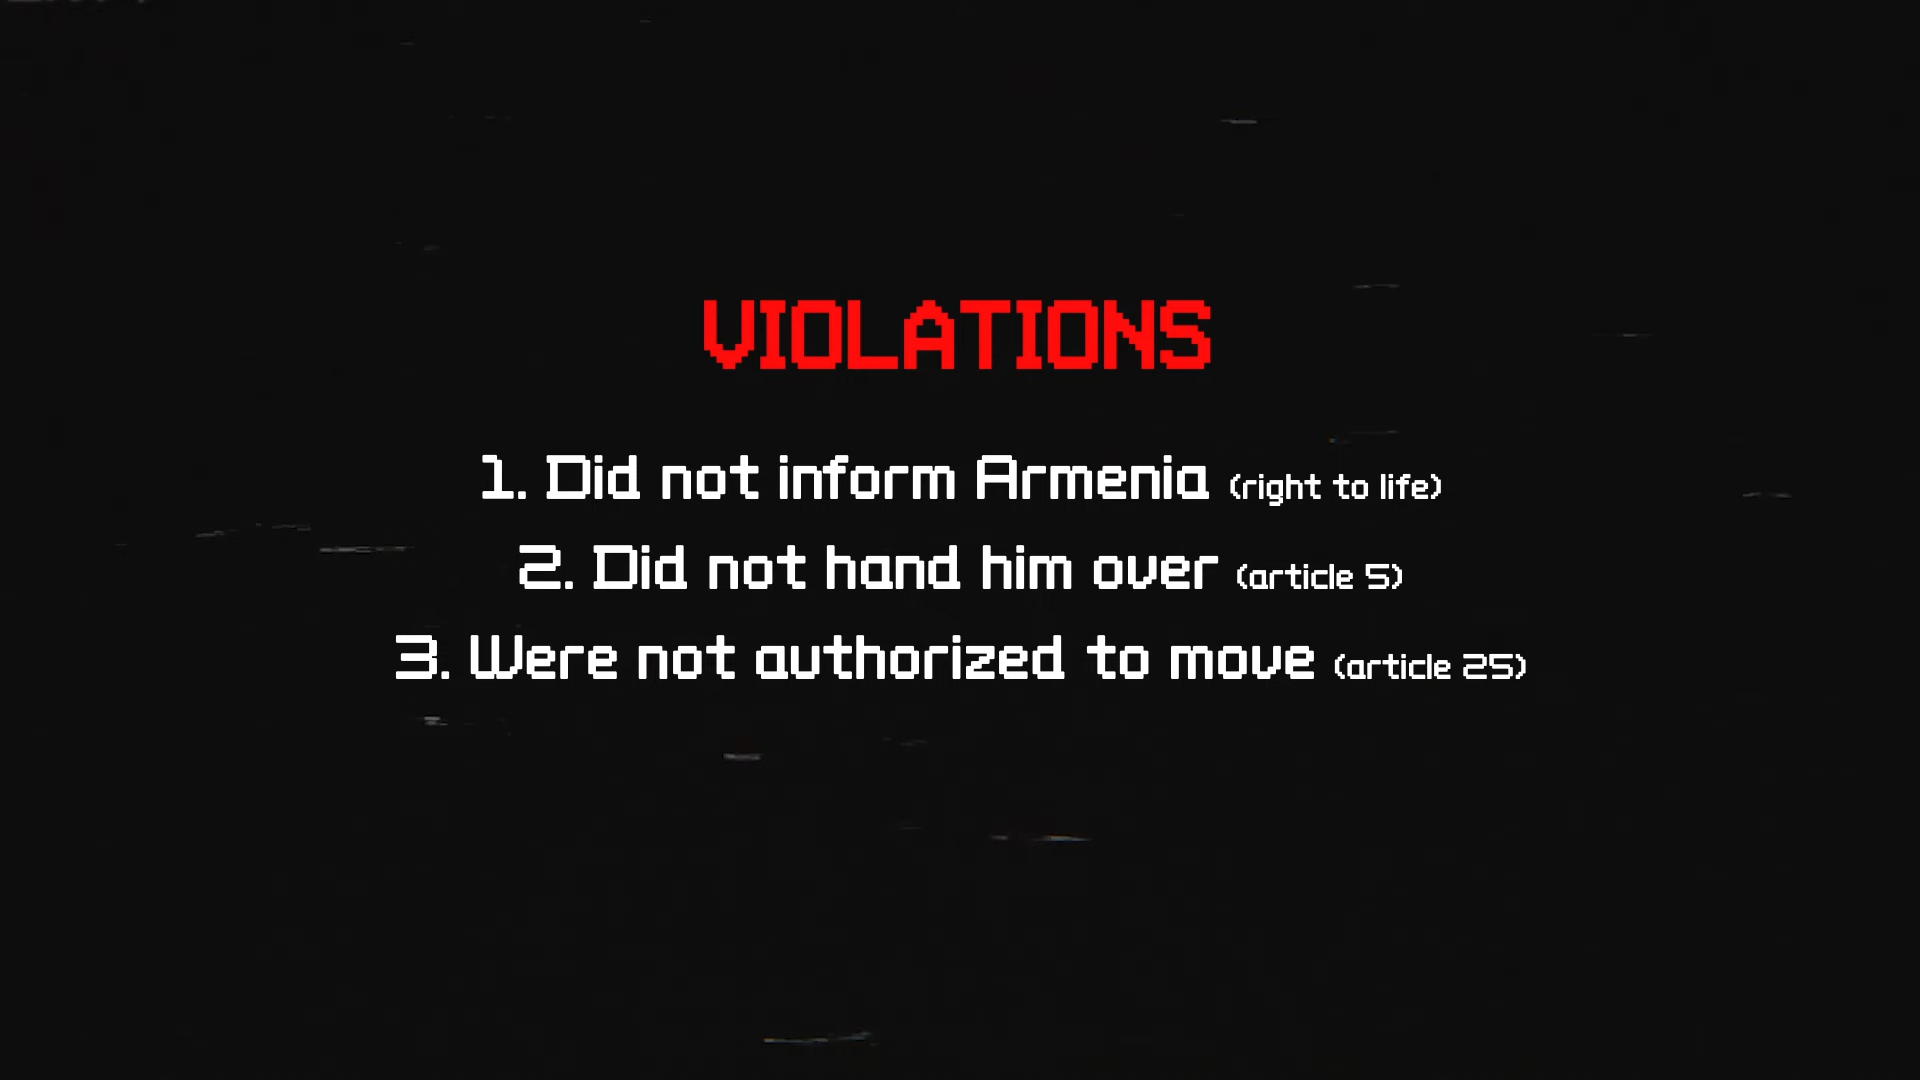 VIOLATIONS
1. Did not inform Armenia (right to life)
2. Did not hand him over (article 5)
3. Were not authorized to move (article 25)